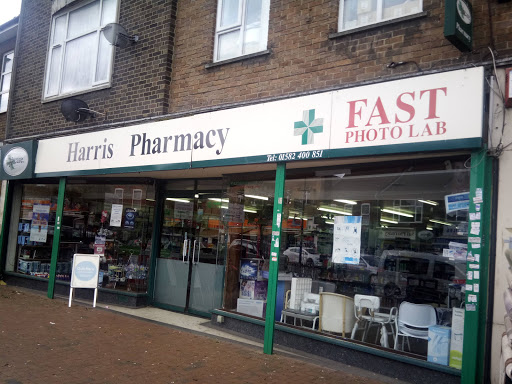 Harris Pharmacy
FAST
PHOTO LAB
Tel: 01582 400 851